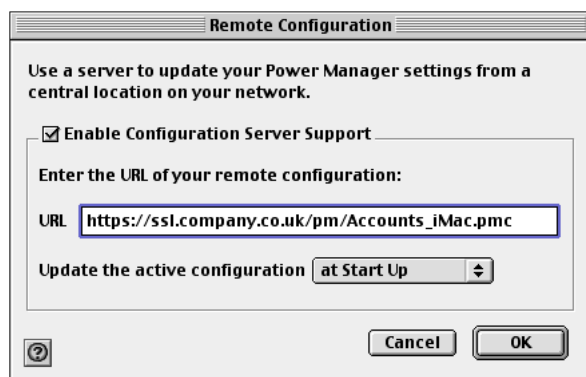 Remote Configuration
Use a server to update your Power Manager settings from a
central location on your network.
Enable Configuration Server Support
Enter the URL of your remote configuration:
URL https://ssl.company.co.uk/pm/Accounts_iMac.pmc
Update the active configuration at Start Up
? Cancel OK